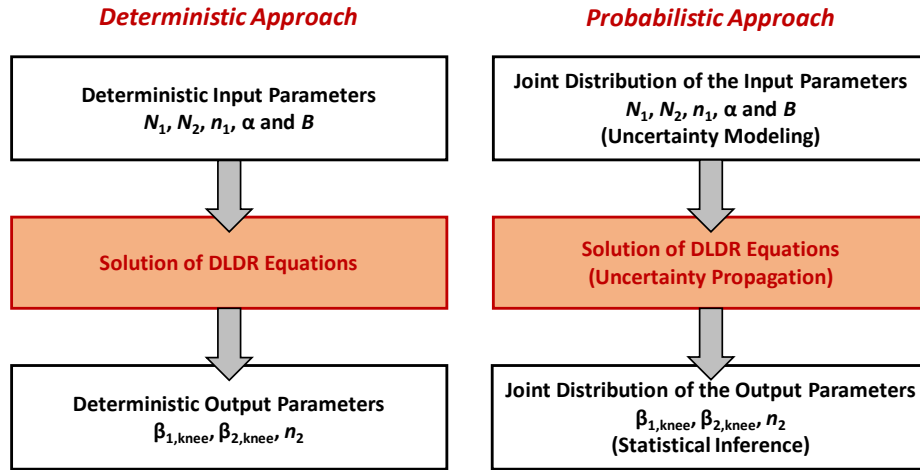 Deterministic Approach
Deterministic Input Parameters
N₁, N₂, n₁, α and B
Solution of DLDR Equations
Deterministic Output Parameters
β₁,knee, β₂,knee, n₂
Probabilistic Approach
Joint Distribution of the Input Parameters
N₁, N₂, n₁, α and B
(Uncertainty Modeling)
Solution of DLDR Equations
(Uncertainty Propagation)
Joint Distribution of the Output Parameters
β₁,knee, β₂,knee, n₂
(Statistical Inference)